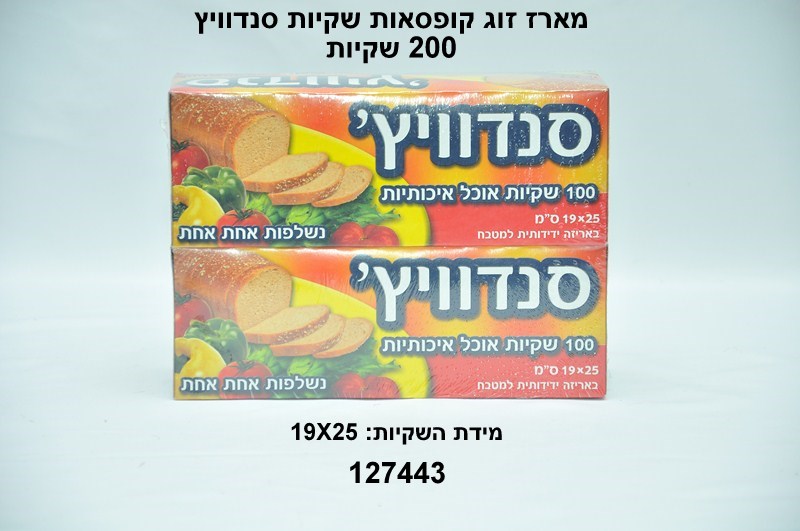 מארז זוג קופסאות שקיות סנדוויץ
200 שקיות
סנדוויץ'
סנדוויץ'
100 שקיות אוכל איכותיות
19×25 ס"מ
באריזה ידידותית למטבח
נשלפות אחת אחת
סנדוויץ'
100 שקיות אוכל איכותיות
19×25 ס"מ
באריזה ידידותית למטבח
נשלפות אחת אחת
מידת השקיות: 19X25
127443